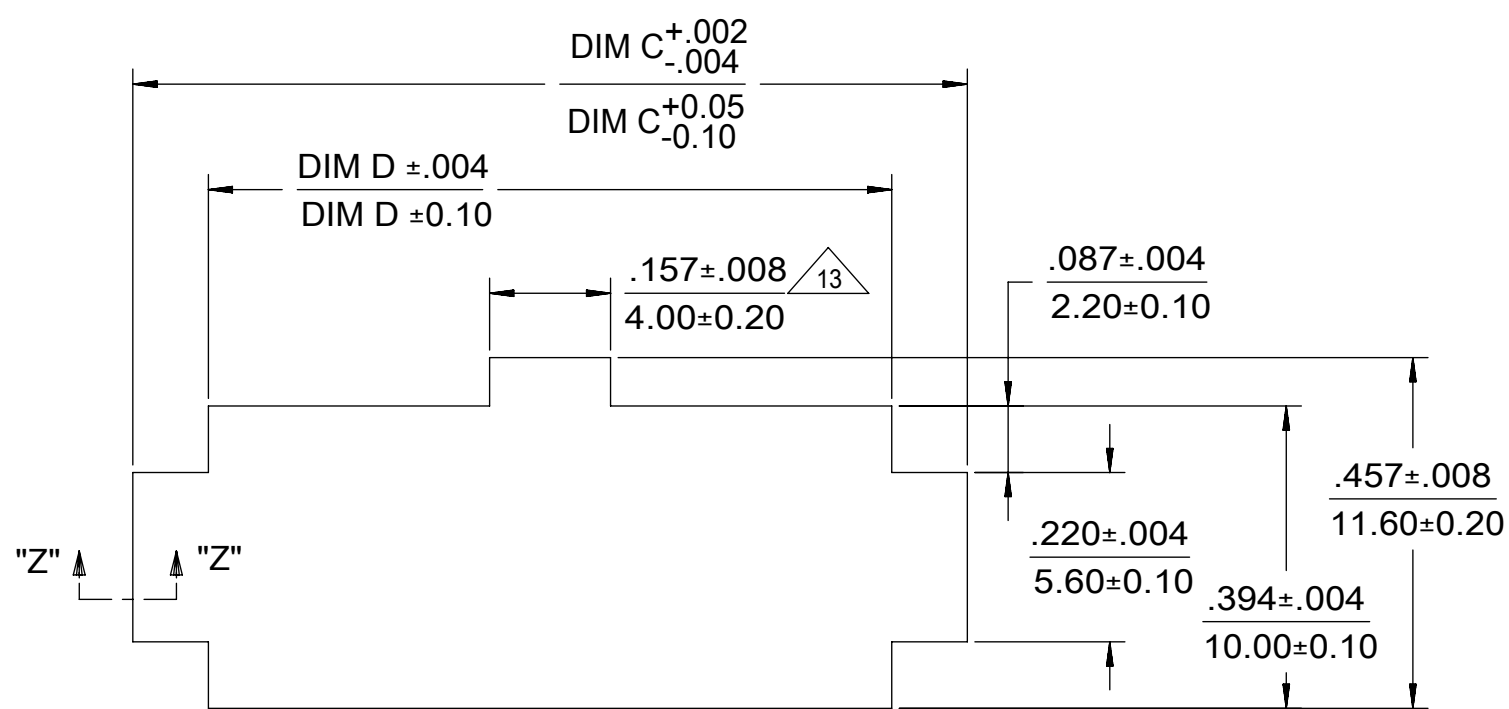 DIM C+.002
-.004
DIM C+0.05
-0.10
DIM D ±.004
DIM D ±0.10
.157±.008
13
4.00±0.20
.087±.004
2.20±0.10
.457±.008
11.60±0.20
.220±.004
5.60±0.10
"Z" "Z"
.394±.004
10.00±0.10